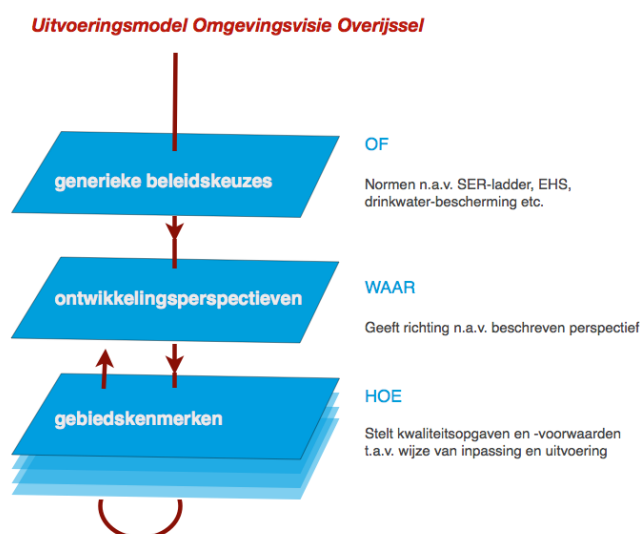 Uitvoeringsmodel Omgevingsvisie Overijssel
generieke beleidskeuzes
OF
Normen n.a.v. SER-ladder, EHS,
drinkwater-bescherming etc.
ontwikkelingsperspectieven
WAAR
Geeft richting n.a.v. beschreven perspectief
gebiedskenmerken
HOE
Stelt kwaliteitsopgaven en -voorwaarden
t.a.v. wijze van inpassing en uitvoering